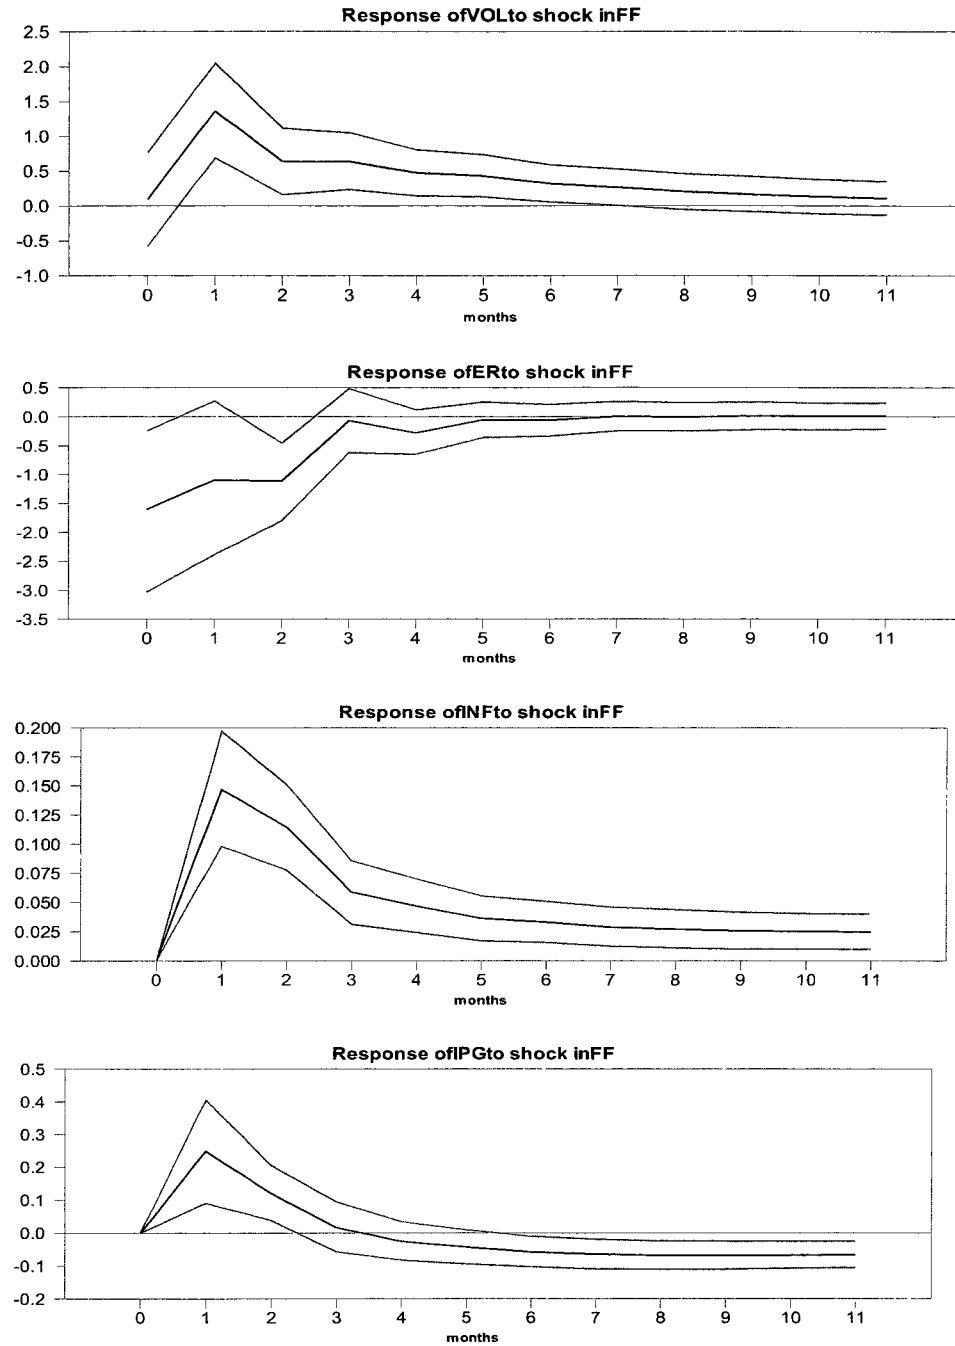 Response ofVOLto shock inFF
2.5
2.0
1.5
1.0
0.5
0.0
-0.5
-1.0
0 1 2 3 4 5 6 7 8 9 10 11
months
Response ofERto shock inFF
0.5
0.0
-0.5
-1.0
-1.5
-2.0
-2.5
-3.0
-3.5
0 1 2 3 4 5 6 7 8 9 10 11
months
Response ofINFto shock inFF
0.200
0.175
0.150
0.125
0.100
0.075
0.050
0.025
0.000
0 1 2 3 4 5 6 7 8 9 10 11
months
Response ofIPGto shock inFF
0.5
0.4
0.3
0.2
0.1
0.0
-0.1
-0.2
0 1 2 3 4 5 6 7 8 9 10 11
months